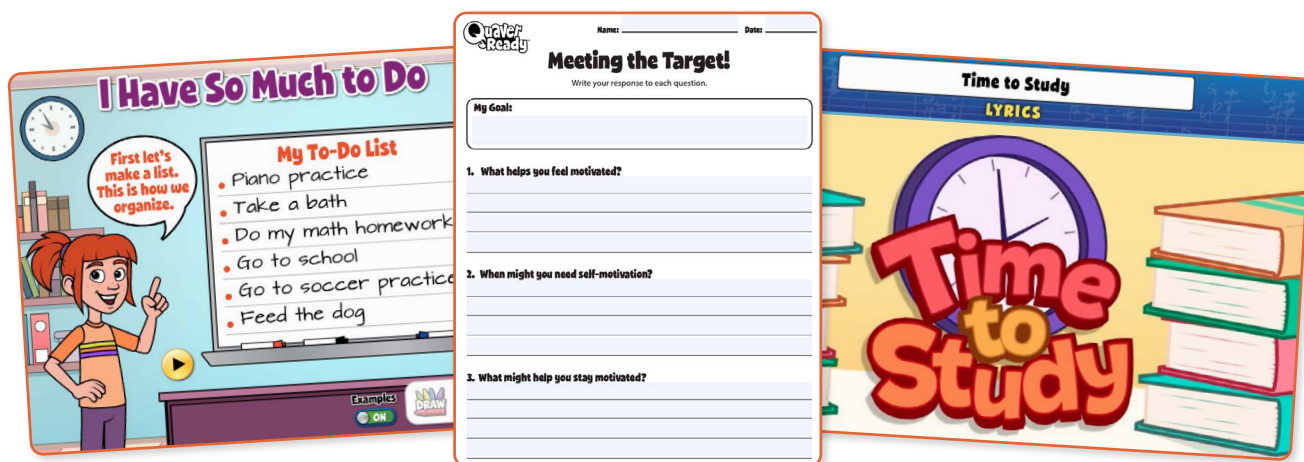 I Have So Much to Do
First let's
make a list.
This is how we
organize.
My To-Do List
Piano practice
Take a bath
Do my math homework
Go to school
Go to soccer practice
Feed the dog
Examples
ON
DRAW
Quaver
Ready
Name:
Date:
Meeting the Target!
Write your response to each question.
My Goal:
1. What helps you feel motivated?
2. When might you need self-motivation?
3. What might help you stay motivated?
Time to Study
LYRICS
Time
to
Study